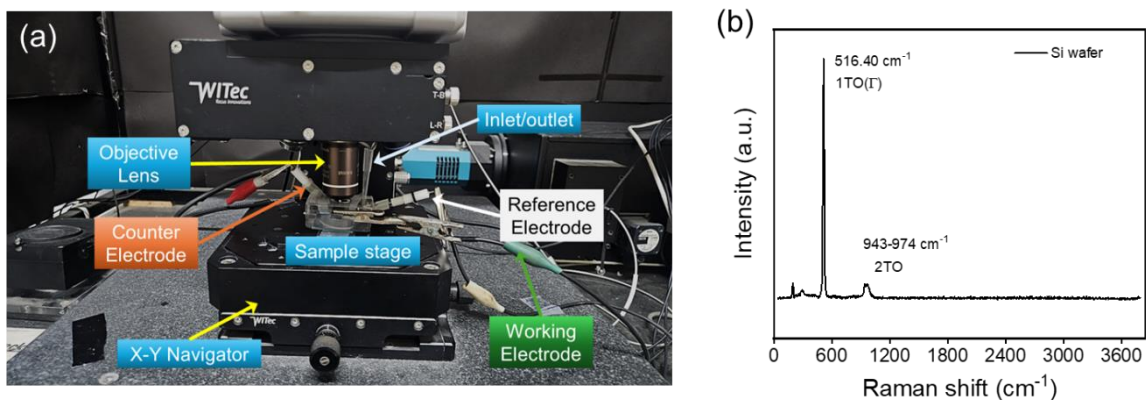 (a)
WITec
focus innovations
T-B
L-R
Inlet/outlet
Objective
Lens
Counter
Electrode
Reference
Electrode
Sample stage
WITec
X-Y Navigator
Working
Electrode
(b)
516.40 cm⁻¹
1TO(Γ)
Si wafer
943-974 cm⁻¹
2TO
Intensity (a.u.)
0 600 1200 1800 2400 3000 3600
Raman shift (cm⁻¹)